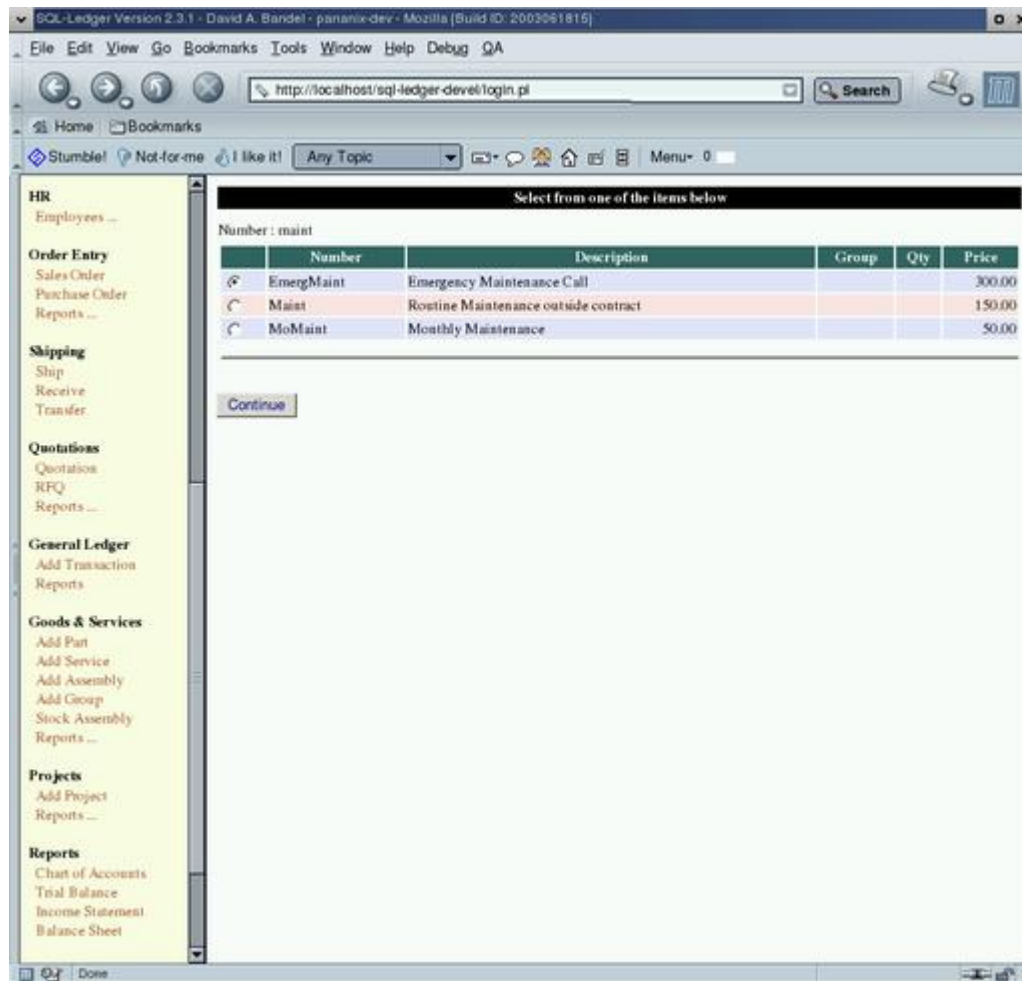 SQL-Ledger Version 2.3.1 - David A. Bandel - pananix-dev - Mozilla {Build ID: 2003061815}
File Edit View Go Bookmarks Tools Window Help Debug QA
http://localhost/sql-ledger-devel/login.pl Search
Home Bookmarks
Stumble! Not-for-me I like it! Any Topic Menu 0
HR
Employees ...
Order Entry
Sales Order
Purchase Order
Reports ...
Shipping
Ship
Receive
Transfer
Quotations
Quotation
RFQ
Reports ...
General Ledger
Add Transaction
Reports
Goods & Services
Add Part
Add Service
Add Assembly
Add Group
Stock Assembly
Reports ...
Projects
Add Project
Reports ...
Reports
Chart of Accounts
Trial Balance
Income Statement
Balance Sheet
Select from one of the items below
Number : maint
Number Description Group Qty Price
EmergMaint Emergency Maintenance Call 300.00
Maint Routine Maintenance outside contract 150.00
MoMaint Monthly Maintenance 50.00
Continue
Done